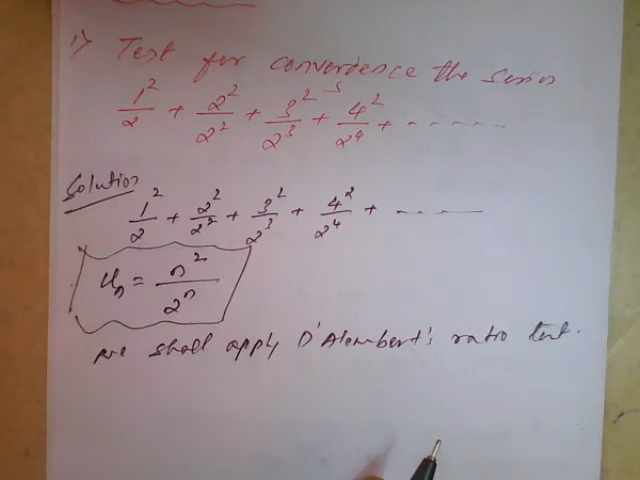 1) Test for convergence the series
1²/2 + 2²/2² + 3²/2³ + 4²/2⁴ + -----
Solution
1²/2 + 2²/2² + 3²/2³ + 4²/2⁴ + -----
uₙ = n²/2ⁿ
we shall apply D'Alembert's ratio test.